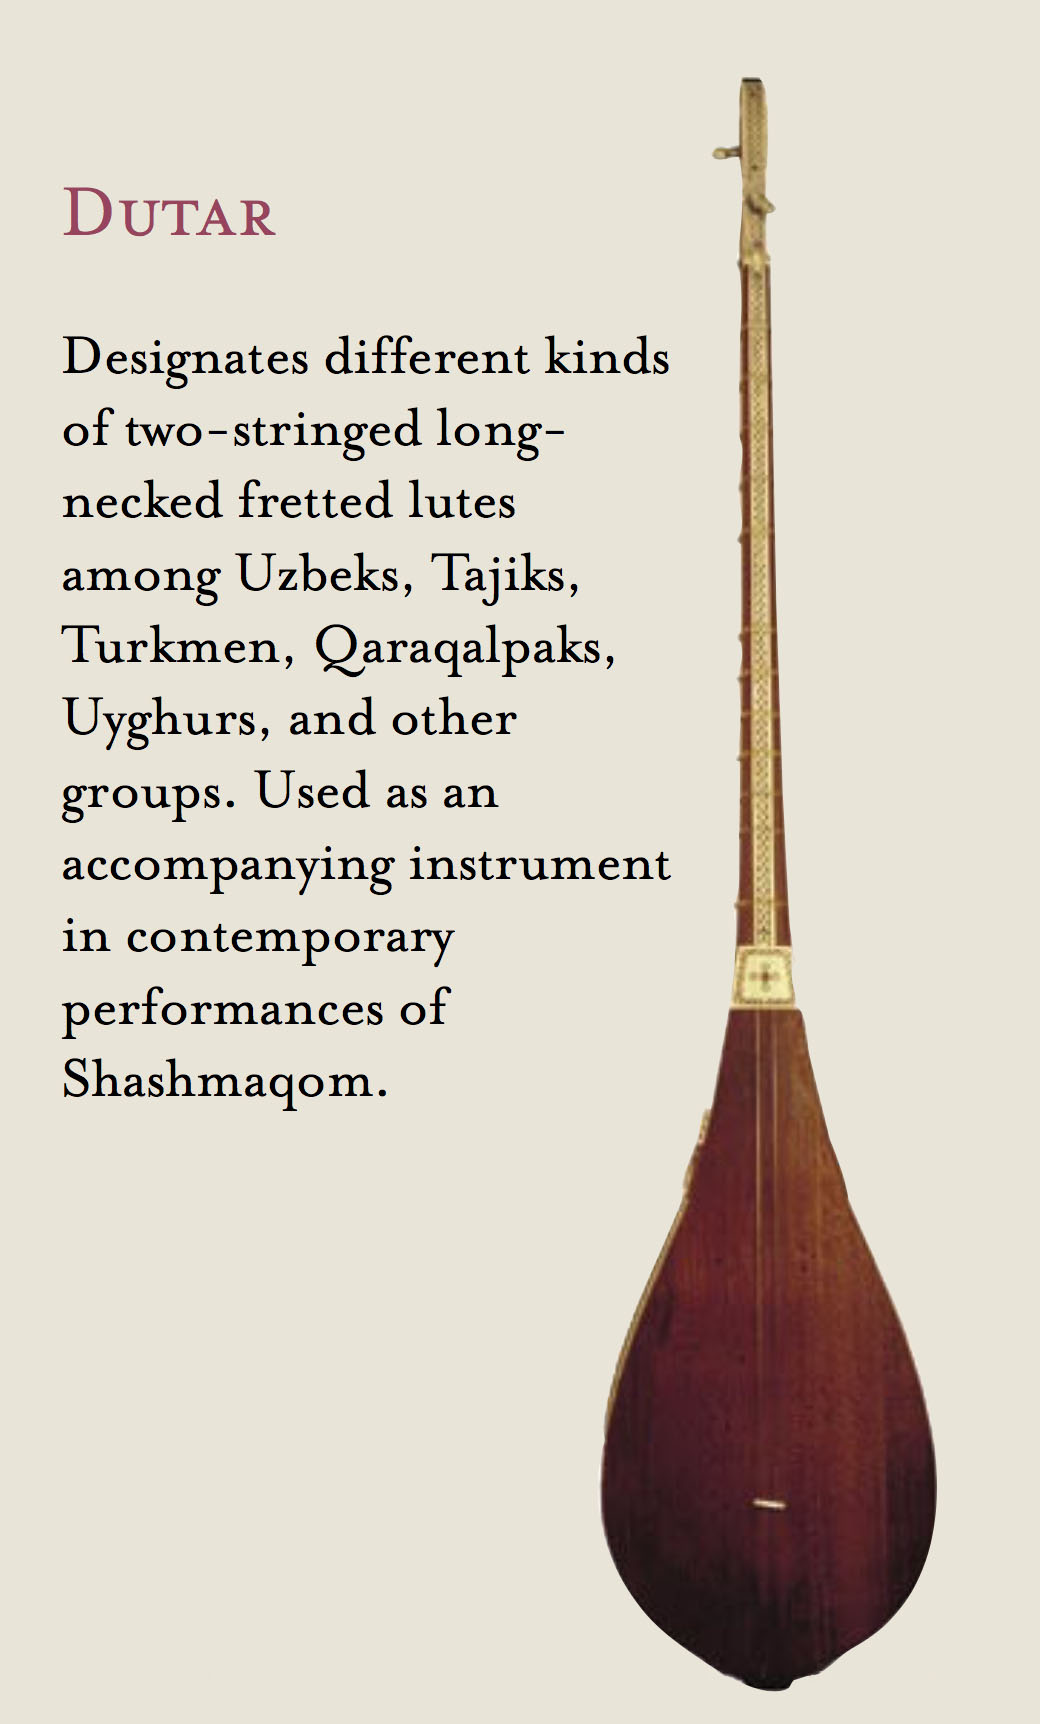 Dutar
Designates different kinds
of two-stringed long-
necked fretted lutes
among Uzbeks, Tajiks,
Turkmen, Qaraqalpaks,
Uyghurs, and other
groups. Used as an
accompanying instrument
in contemporary
performances of
Shashmaqom.